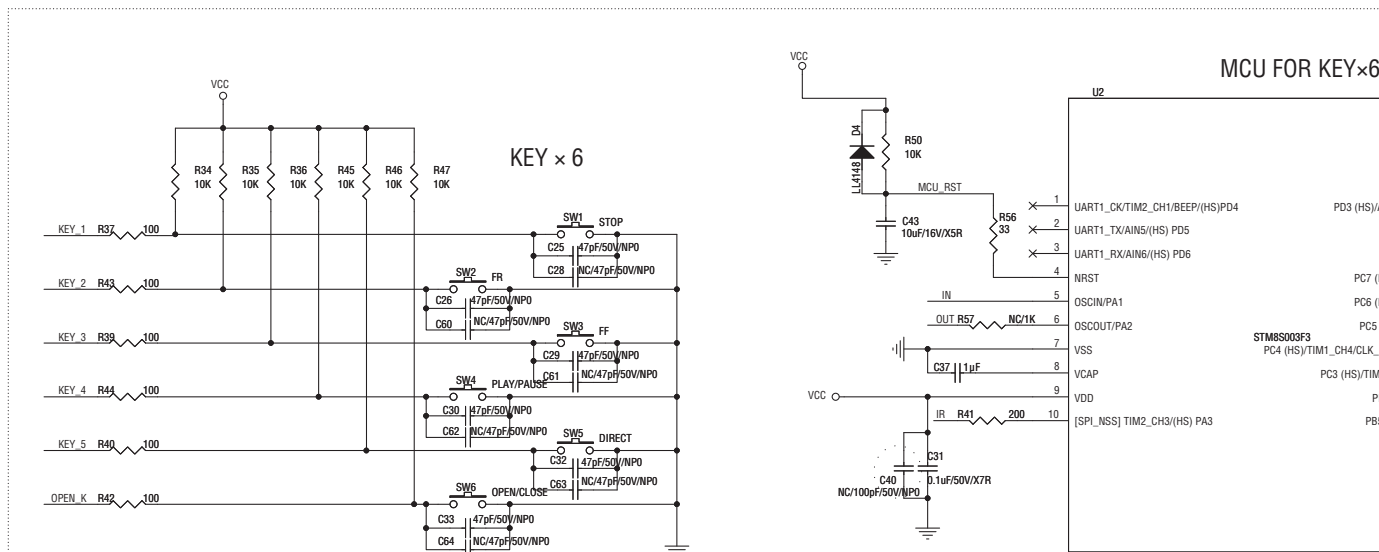 VCC
R34
10K
R35
10K
R36
10K
R45
10K
R46
10K
R47
10K
KEY × 6
KEY_1 R37 100
SW1 STOP
C25 47pF/50V/NP0
C28 NC/47pF/50V/NP0
KEY_2 R43 100
SW2 FR
C26 47pF/50V/NP0
C60 NC/47pF/50V/NP0
KEY_3 R39 100
SW3 FF
C29 47pF/50V/NP0
C61 NC/47pF/50V/NP0
KEY_4 R44 100
SW4 PLAY/PAUSE
C30 47pF/50V/NP0
C62 NC/47pF/50V/NP0
KEY_5 R40 100
SW5 DIRECT
C32 47pF/50V/NP0
C63 NC/47pF/50V/NP0
OPEN_K R42 100
SW6 OPEN/CLOSE
C33 47pF/50V/NP0
C64 NC/47pF/50V/NP0
VCC
MCU FOR KEY×6
U2
D4
LL4148
R50
10K
MCU_RST
C43
10uF/16V/X5R
R56
33
1 UART1_CK/TIM2_CH1/BEEP/(HS)PD4
2 UART1_TX/AIN5/(HS) PD5
3 UART1_RX/AIN6/(HS) PD6
4 NRST
IN 5 OSCIN/PA1
OUT R57 NC/1K 6 OSCOUT/PA2
7 VSS
C37 1µF 8 VCAP
VCC 9 VDD
IR R41 200 10 [SPI_NSS] TIM2_CH3/(HS) PA3
STM8S003F3
PD3 (HS)/
PC7 (
PC6 (
PC5
PC4 (HS)/TIM1_CH4/CLK_
PC3 (HS)/TIM
PB5
C31
0.1uF/50V/X7R
C40
NC/100pF/50V/NP0